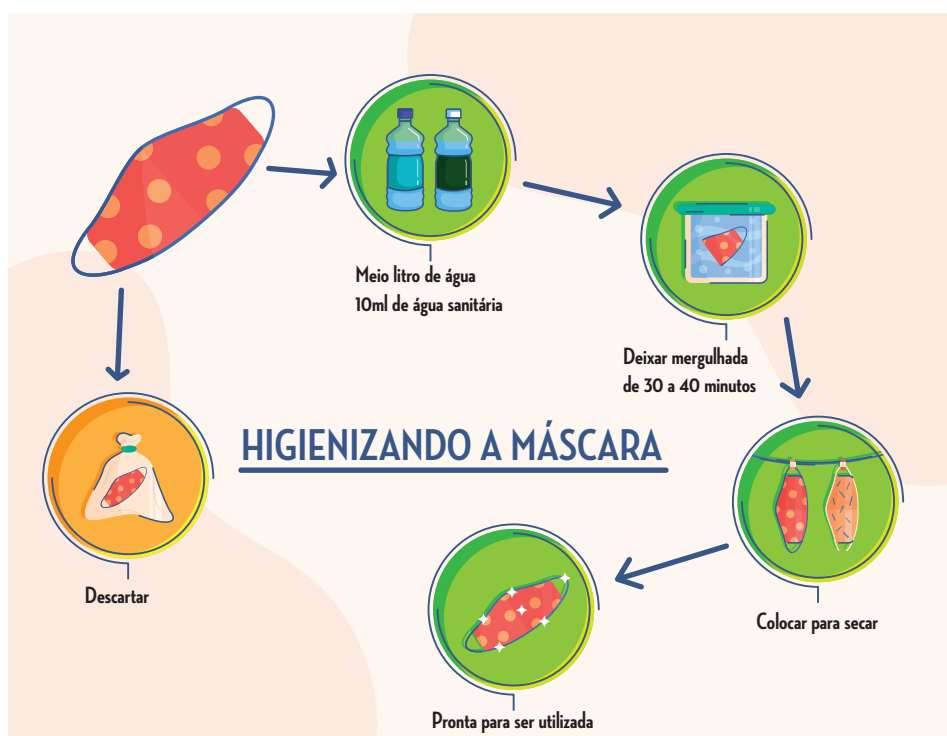 Meio litro de água
10ml de água sanitária
Deixar mergulhada
de 30 a 40 minutos
HIGIENIZANDO A MÁSCARA
Descartar
Colocar para secar
Pronta para ser utilizada